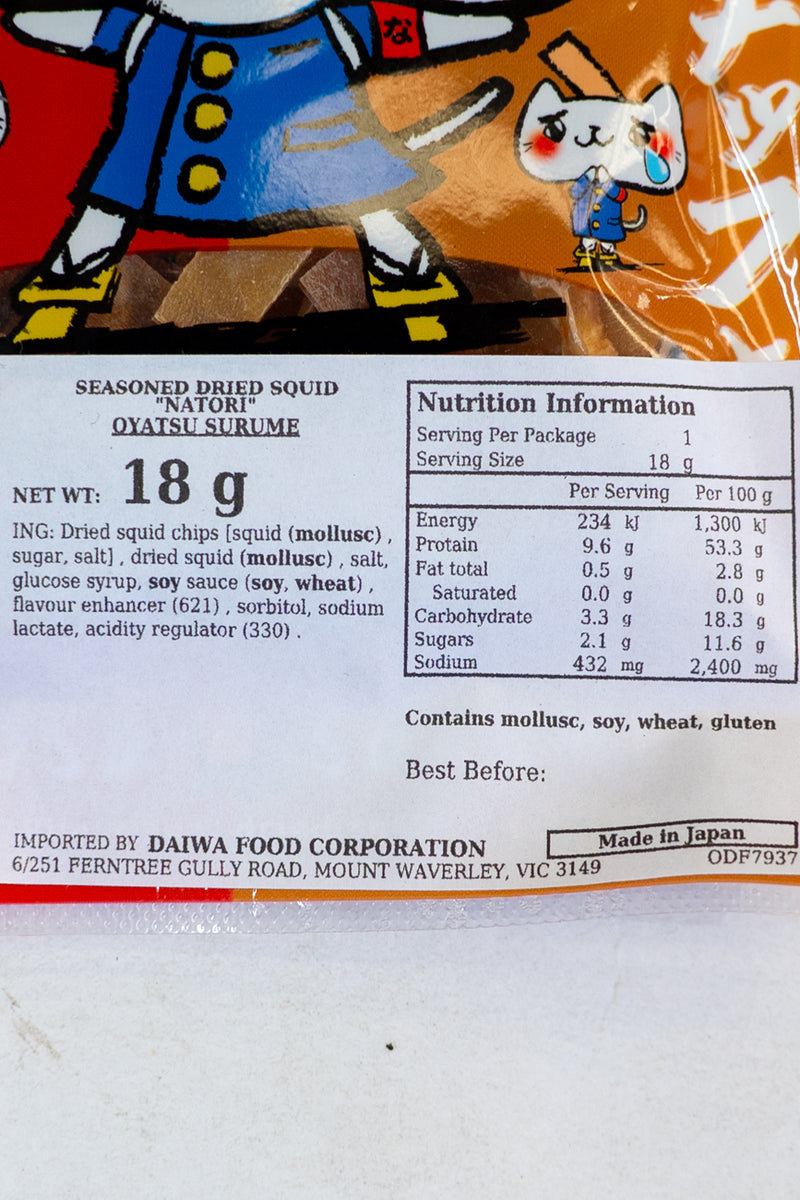 な
ナッ
SEASONED DRIED SQUID
"NATORI"
OYATSU SURUME
NET WT: 18 g
ING: Dried squid chips [squid (mollusc) ,
sugar, salt] , dried squid (mollusc) , salt,
glucose syrup, soy sauce (soy, wheat) ,
flavour enhancer (621) , sorbitol, sodium
lactate, acidity regulator (330) .
Nutrition Information
Serving Per Package 1
Serving Size 18 g
Per Serving Per 100 g
Energy 234 kJ 1,300 kJ
Protein 9.6 g 53.3 g
Fat total 0.5 g 2.8 g
Saturated 0.0 g 0.0 g
Carbohydrate 3.3 g 18.3 g
Sugars 2.1 g 11.6 g
Sodium 432 mg 2,400 mg
Contains mollusc, soy, wheat, gluten
Best Before:
IMPORTED BY DAIWA FOOD CORPORATION
6/251 FERNTREE GULLY ROAD, MOUNT WAVERLEY, VIC 3149
Made in Japan
ODF7937